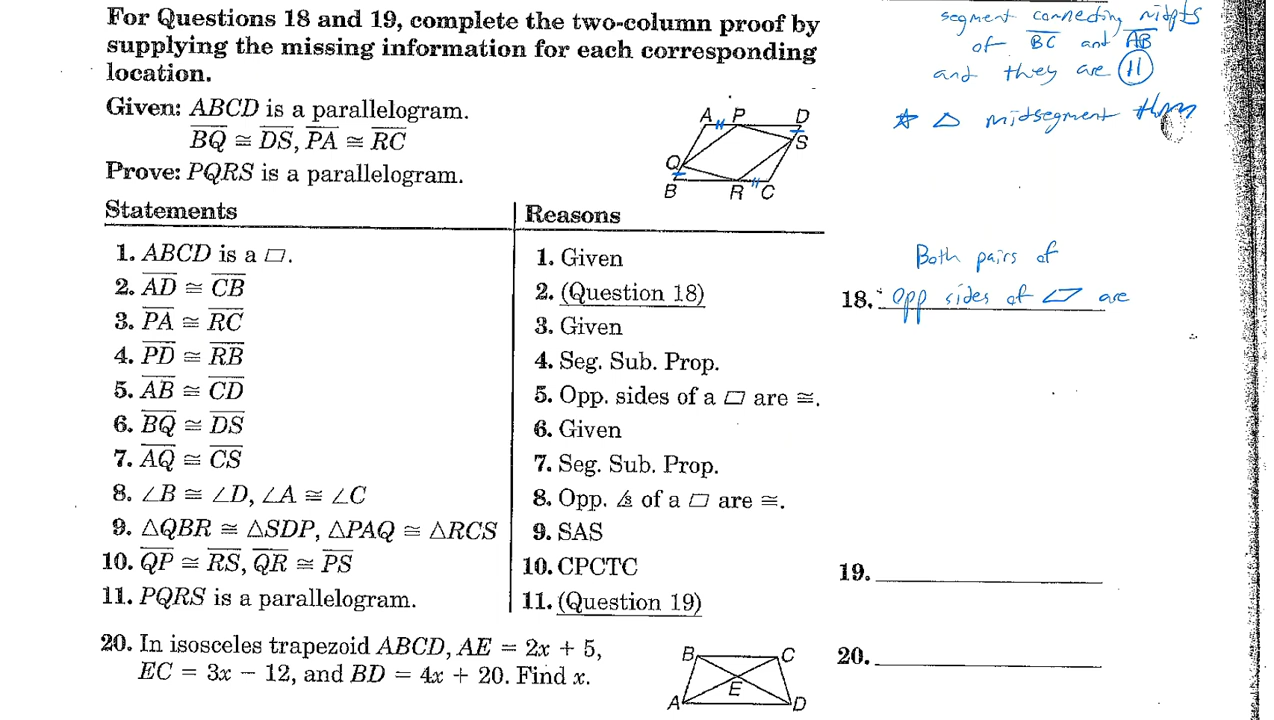 For Questions 18 and 19, complete the two-column proof by
supplying the missing information for each corresponding
location.
Given: ABCD is a parallelogram.
BQ ≅ DS, PA ≅ RC
Prove: PQRS is a parallelogram.
A P D
S
Q
B R C
segment connecting midpts
of BC and AB
and they are ||
☆ △ midsegment thm
Statements Reasons
1. ABCD is a ▱. 1. Given
2. AD ≅ CB 2. (Question 18)
3. PA ≅ RC 3. Given
4. PD ≅ RB 4. Seg. Sub. Prop.
5. AB ≅ CD 5. Opp. sides of a ▱ are ≅.
6. BQ ≅ DS 6. Given
7. AQ ≅ CS 7. Seg. Sub. Prop.
8. ∠B ≅ ∠D, ∠A ≅ ∠C 8. Opp. ∠s of a ▱ are ≅.
9. △QBR ≅ △SDP, △PAQ ≅ △RCS 9. SAS
10. QP ≅ RS, QR ≅ PS 10. CPCTC
11. PQRS is a parallelogram. 11. (Question 19)
Both pairs of
18. opp sides of ▱ are
19.
20. In isosceles trapezoid ABCD, AE = 2x + 5,
EC = 3x − 12, and BD = 4x + 20. Find x.
B C
E
A D
20.